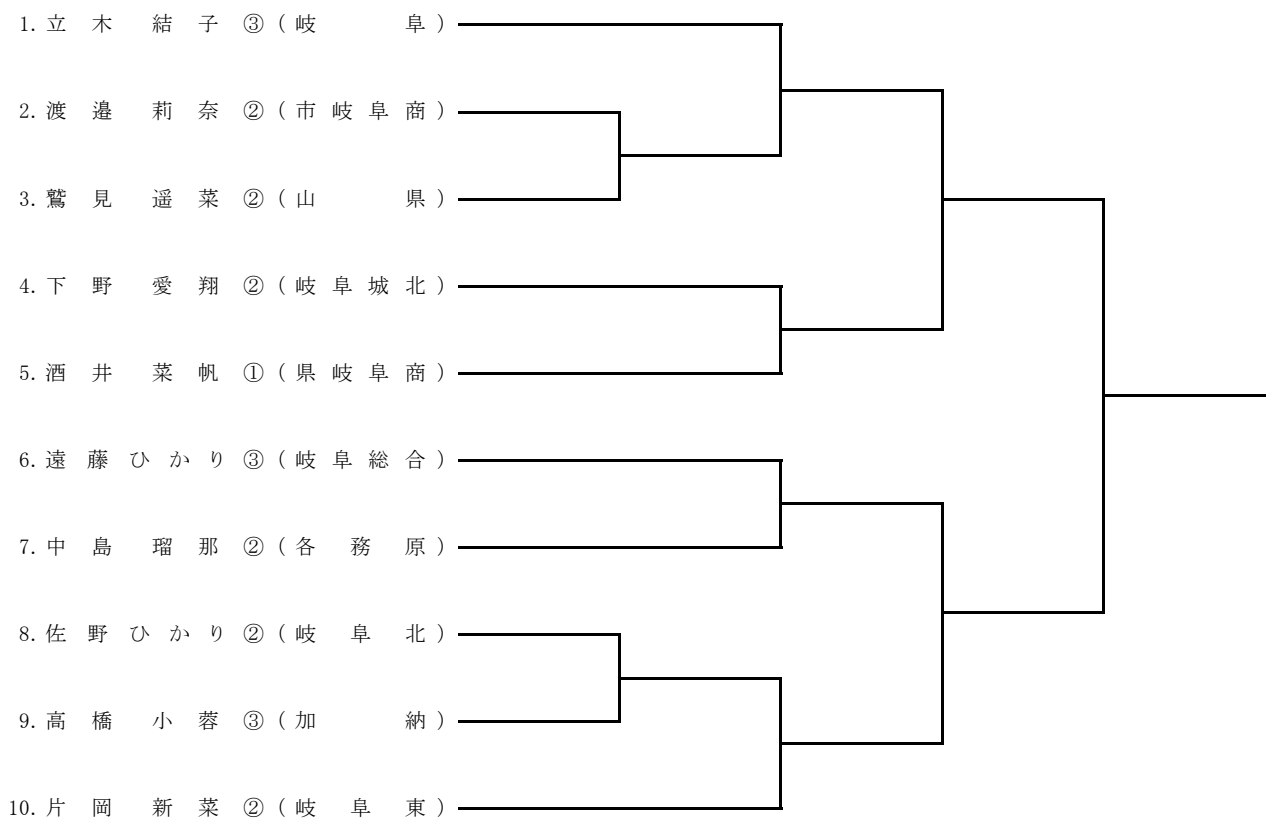 1. 立木 結子 ③ (岐阜)
2. 渡邉 莉奈 ② (市岐阜商)
3. 鷲見 遥菜 ② (山県)
4. 下野 愛翔 ② (岐阜城北)
5. 酒井 菜帆 ① (県岐阜商)
6. 遠藤ひかり ③ (岐阜総合)
7. 中島 瑠那 ② (各務原)
8. 佐野ひかり ② (岐阜北)
9. 高橋 小蓉 ③ (加納)
10. 片岡 新菜 ② (岐阜東)